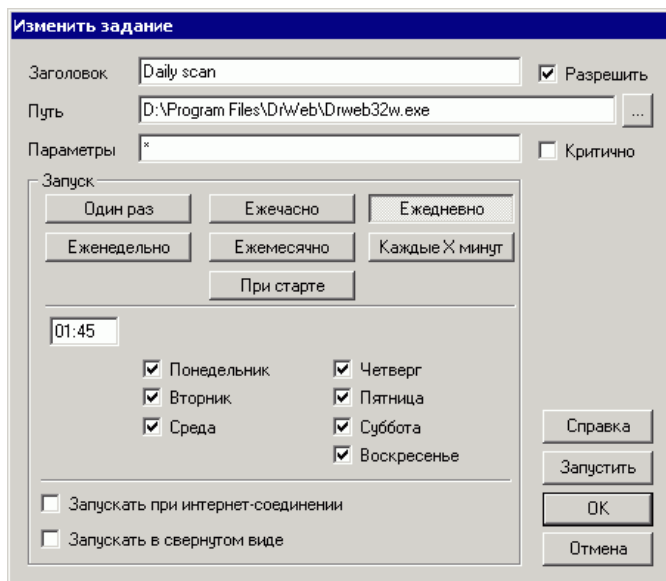 Изменить задание
Заголовок Daily scan Разрешить
Путь D:\Program Files\DrWeb\Drweb32w.exe ...
Параметры * Критично
Запуск
Один раз Ежечасно Ежедневно
Еженедельно Ежемесячно Каждые X минут
При старте
01:45
Понедельник Четверг
Вторник Пятница
Среда Суббота
Воскресенье
Справка
Запустить
Запускать при интернет-соединении
OK
Запускать в свернутом виде
Отмена